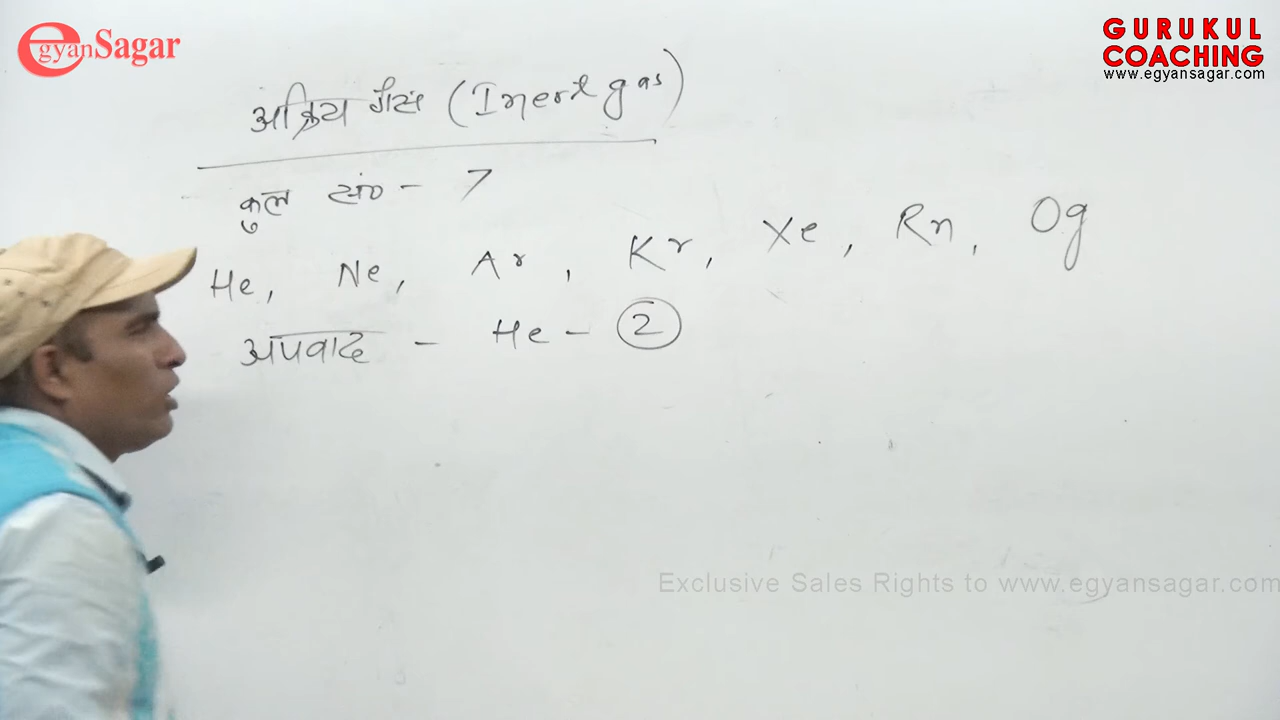 egyanSagar
GURUKUL
COACHING
www.egyansagar.com
अक्रिय गैस (Inert gas)
कुल सं० - 7
He, Ne, Ar, Kr, Xe, Rn, Og
अपवाद - He - 2
Exclusive Sales Rights to www.egyansagar.com